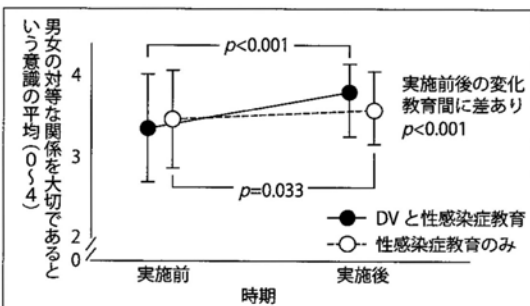 男女の対等な関係を大切であると
いう意識の平均(0〜4)
4
3
2
0
p<0.001
実施前後の変化
教育間に差あり
p<0.001
p=0.033
DVと性感染症教育
性感染症教育のみ
実施前
実施後
時期